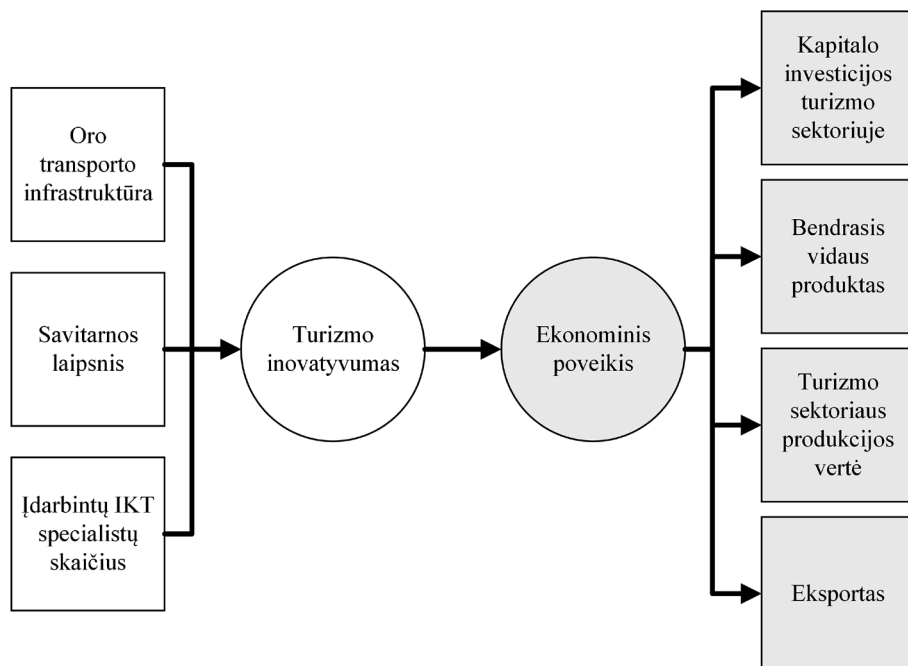 Oro
transporto
infrastruktūra
Savitarnos
laipsnis
Įdarbintų IKT
specialistų
skaičius
Turizmo
inovatyvumas
Ekonominis
poveikis
Kapitalo
investicijos
turizmo
sektoriuje
Bendrasis
vidaus
produktas
Turizmo
sektoriaus
produkcijos
vertė
Eksportas